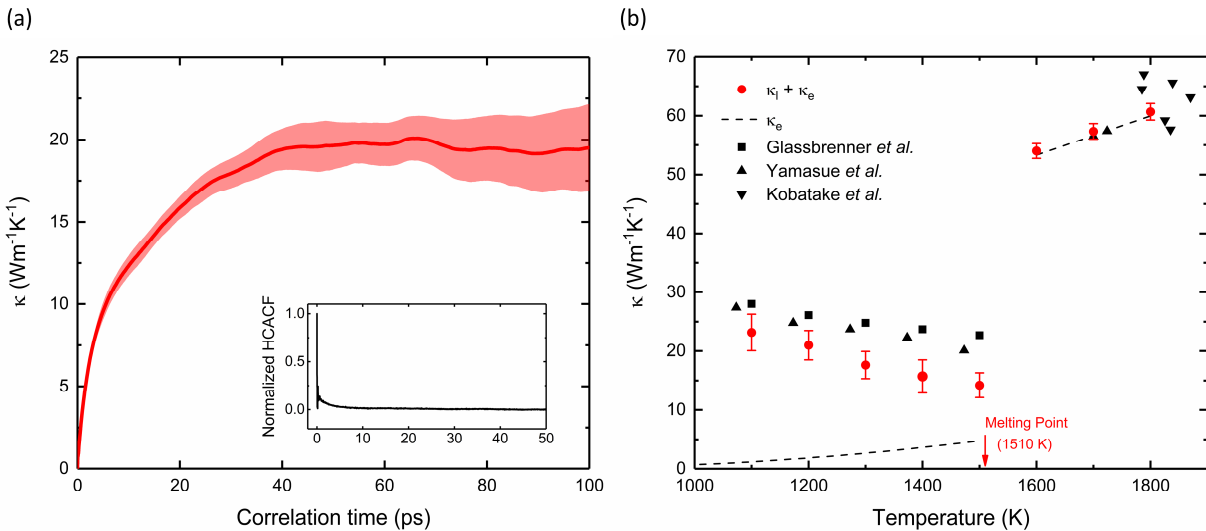 (a)
25
20
15
10
5
0
κ (Wm⁻¹K⁻¹)
0 20 40 60 80 100
Correlation time (ps)
1.0
0.5
0.0
Normalized HCACF
0 10 20 30 40 50
(b)
70
60
50
40
30
20
10
0
κ (Wm⁻¹K⁻¹)
κₗ + κₑ
κₑ
Glassbrenner et al.
Yamasue et al.
Kobatake et al.
Melting Point
(1510 K)
1000 1200 1400 1600 1800
Temperature (K)